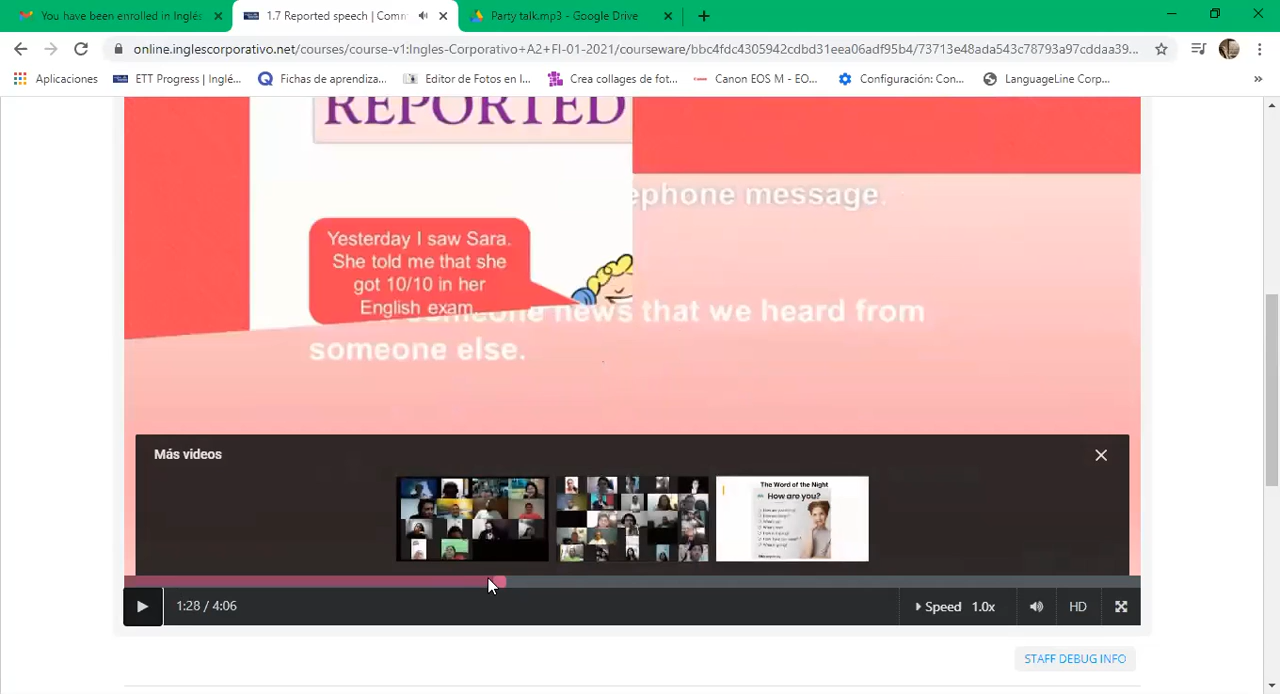 You have been enrolled in Inglés
1.7 Reported speech | Comm
Party talk.mp3 - Google Drive
online.inglescorporativo.net/courses/course-v1:Ingles-Corporativo+A2+FI-01-2021/courseware/bbc4fdc4305942cdbd31eea06adf95b4/73713e48ada543c78793a97cddaa39...
Aplicaciones
ETT Progress | Inglé...
Fichas de aprendiza...
Editor de Fotos en l...
Crea collages de fot...
Canon EOS M - EO...
Configuración: Con...
LanguageLine Corp...
REPORTED
ephone message.
Yesterday I saw Sara.
She told me that she
got 10/10 in her
English exam.
someone news that we heard from
someone else.
Más videos
The Word of the Night
How are you?
1:28 / 4:06
Speed 1.0x
HD
STAFF DEBUG INFO